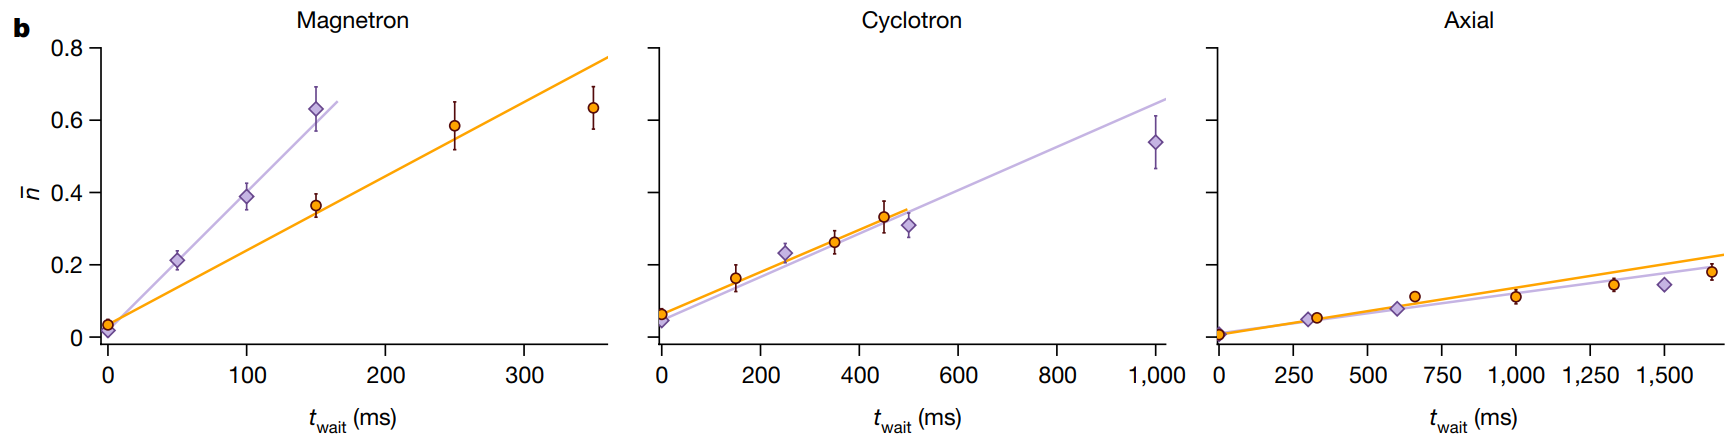 b
Magnetron
Cyclotron
Axial
0.8
0.6
0.4
0.2
0
n̄
0 100 200 300
0 200 400 600 800 1,000
0 250 500 750 1,000 1,250 1,500
t_wait (ms)
t_wait (ms)
t_wait (ms)